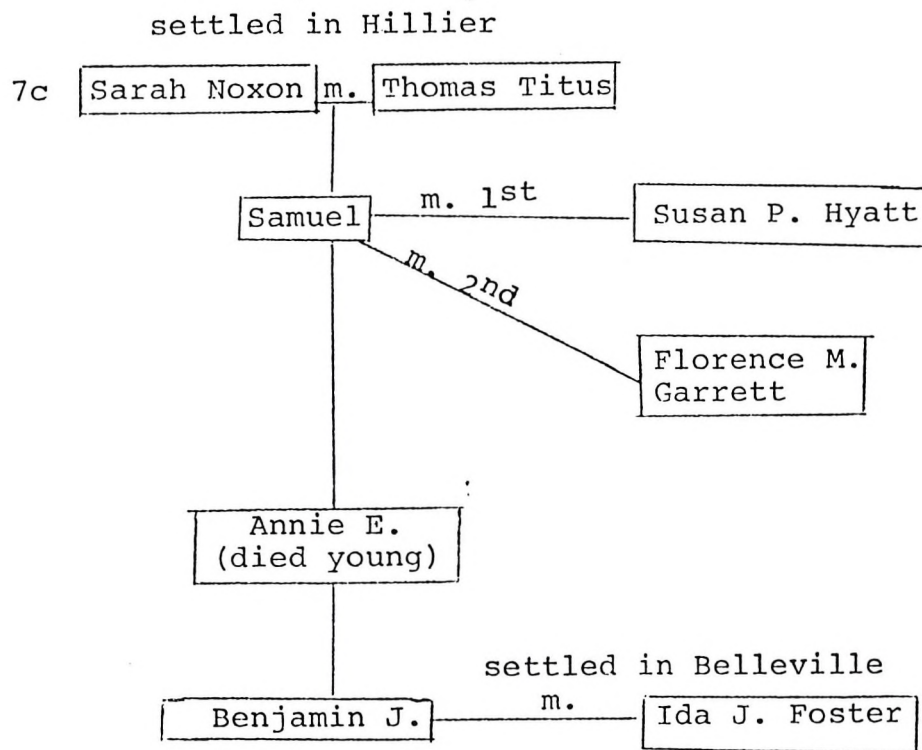 settled in Hillier
7c Sarah Noxon m. Thomas Titus
Samuel m. 1st Susan P. Hyatt
m. 2nd
Florence M.
Garrett
Annie E.
(died young)
settled in Belleville
Benjamin J. m. Ida J. Foster